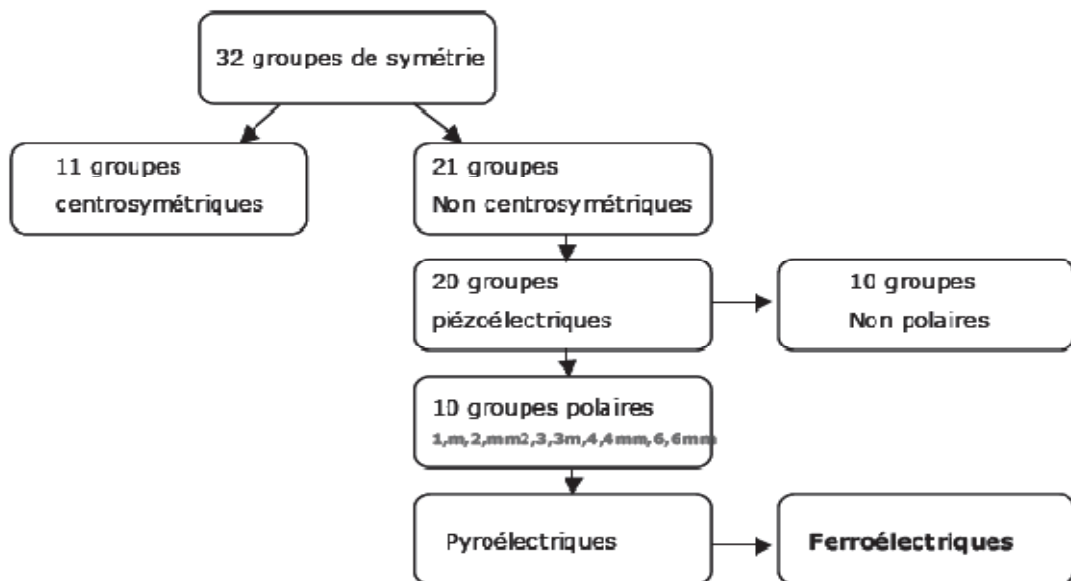 32 groupes de symétrie
11 groupes
centrosymétriques
21 groupes
Non centrosymétriques
20 groupes
piézoélectriques
10 groupes
Non polaires
10 groupes polaires
1,m,2,mm2,3,3m,4,4mm,6,6mm
Pyroélectriques
Ferroélectriques